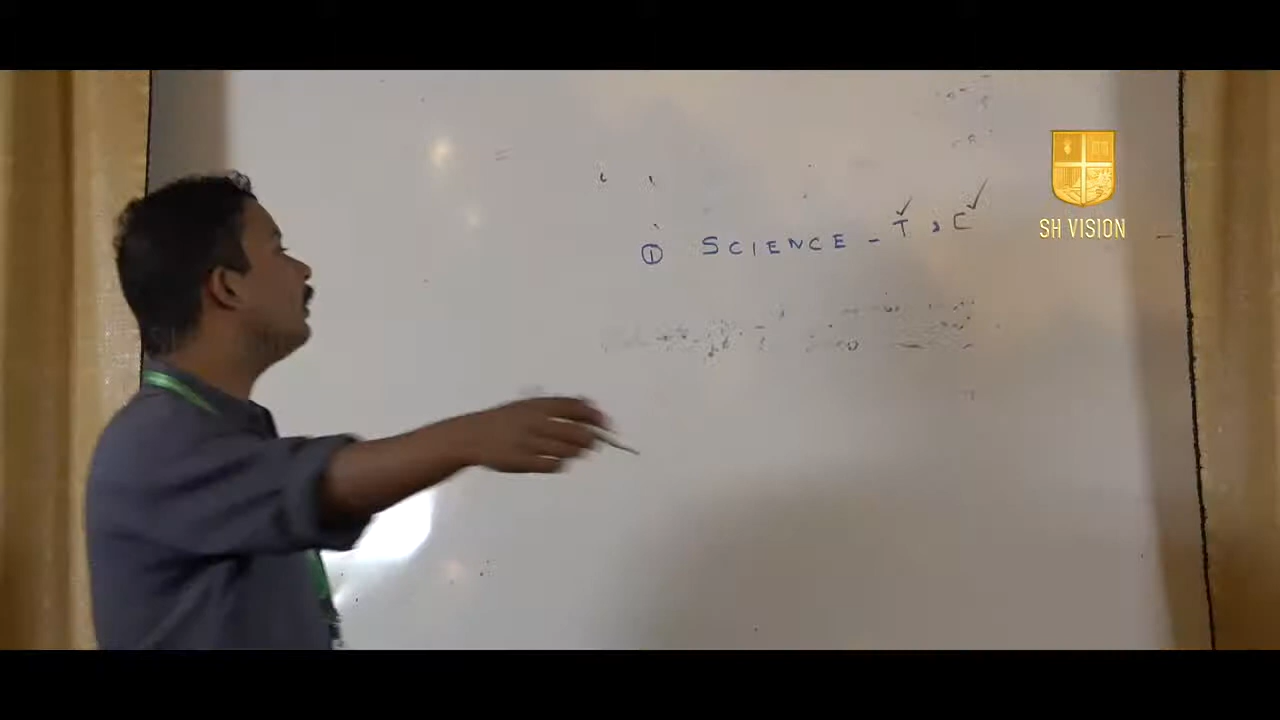 ① SCIENCE - T, C
SH VISION